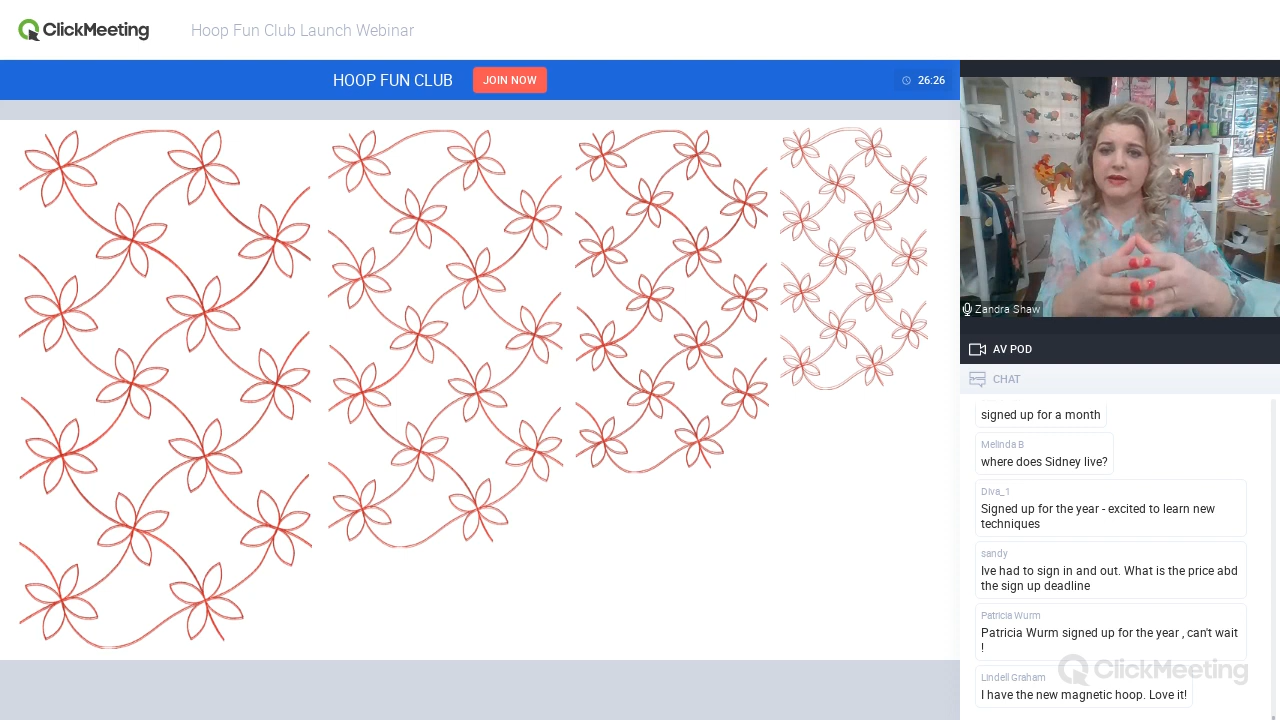 ClickMeeting
Hoop Fun Club Launch Webinar
HOOP FUN CLUB
JOIN NOW
26:26
Zandra Shaw
AV POD
CHAT
signed up for a month
Melinda B
where does Sidney live?
Diva_1
Signed up for the year - excited to learn new
techniques
sandy
Ive had to sign in and out. What is the price abd
the sign up deadline
Patricia Wurm
Patricia Wurm signed up for the year , can't wait
!
Lindell Graham
I have the new magnetic hoop. Love it!
ClickMeeting